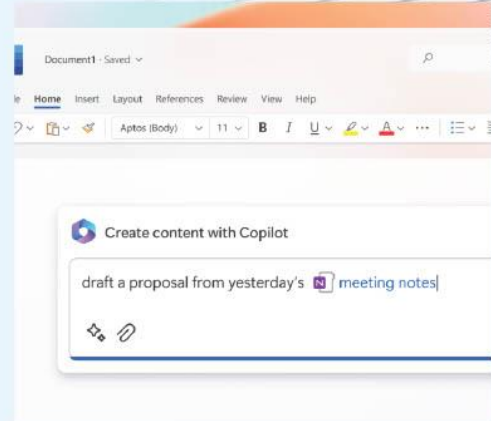 Document1 · Saved
Home Insert Layout References Review View Help
Aptos (Body) 11 B I U A ...
Create content with Copilot
draft a proposal from yesterday's N meeting notes